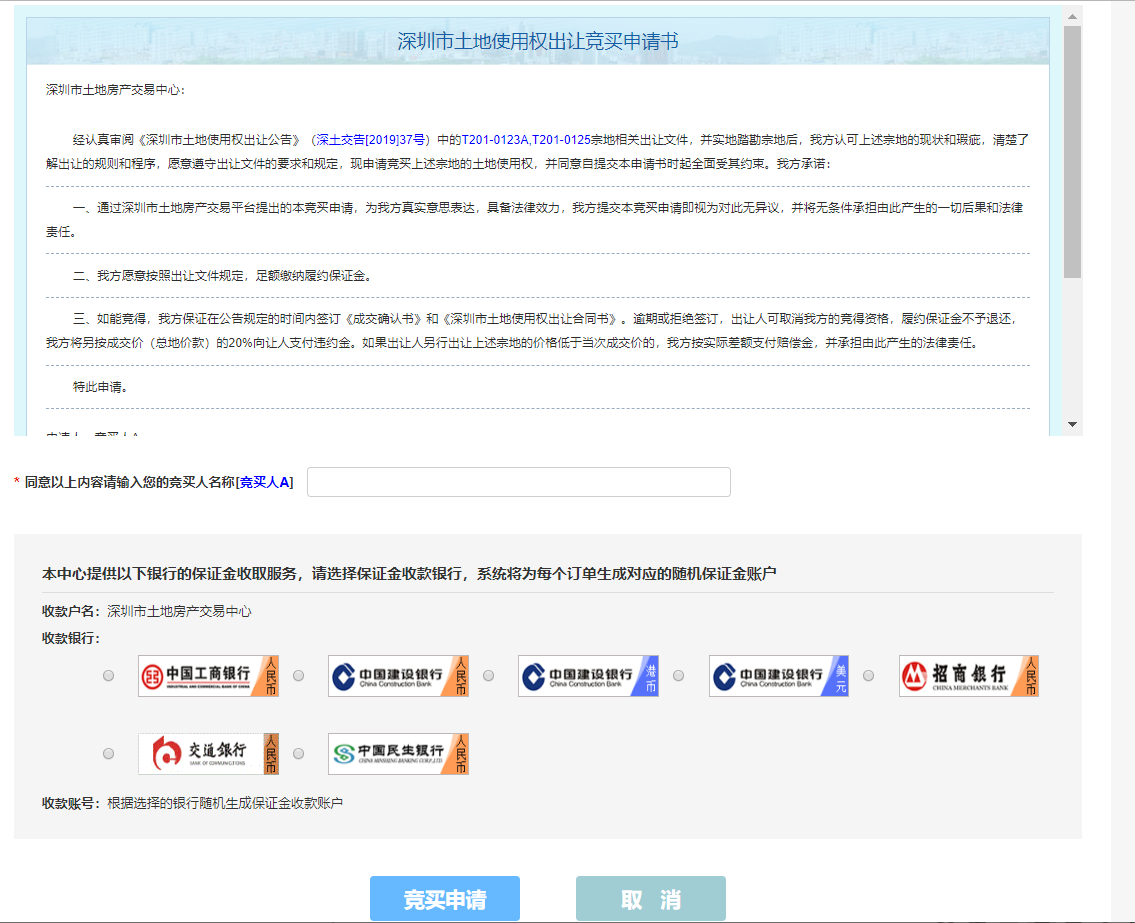 深圳市土地使用权出让竞买申请书
深圳市土地房产交易中心：
经认真审阅《深圳市土地使用权出让公告》（深土交告[2019]37号）中的T201-0123A,T201-0125宗地相关出让文件，并实地踏勘宗地后，我方认可上述宗地的现状和瑕疵，清楚了
解出让的规则和程序，愿意遵守出让文件的要求和规定，现申请竞买上述宗地的土地使用权，并同意自提交本申请书时起全面受其约束。我方承诺：
一、通过深圳市土地房产交易平台提出的本竞买申请，为我方真实意思表达，具备法律效力，我方提交本竞买申请即视为对此无异议，并将无条件承担由此产生的一切后果和法律
责任。
二、我方愿意按照出让文件规定，足额缴纳履约保证金。
三、如能竞得，我方保证在公告规定的时间内签订《成交确认书》和《深圳市土地使用权出让合同书》。逾期或拒绝签订，出让人可取消我方的竞得资格，履约保证金不予退还，
我方将另按成交价（总地价款）的20%向让人支付违约金。如果出让人另行出让上述宗地的价格低于当次成交价的，我方按实际差额支付赔偿金，并承担由此产生的法律责任。
特此申请。
* 同意以上内容请输入您的竞买人名称[竞买人A]
本中心提供以下银行的保证金收取服务，请选择保证金收款银行，系统将为每个订单生成对应的随机保证金账户
收款户名：深圳市土地房产交易中心
收款银行：
中国工商银行 人民币 中国建设银行 人民币 中国建设银行 港币 中国建设银行 美元 招商银行 人民币
INDUSTRIAL AND COMMERCIAL BANK OF CHINA China Construction Bank China Construction Bank China Construction Bank CHINA MERCHANTS BANK
交通银行 人民币 中国民生银行 人民币
BANK OF COMMUNICATIONS CHINA MINSHENG BANKING CORP.,LTD.
收款账号：根据选择的银行随机生成保证金收款账户
竞买申请 取 消